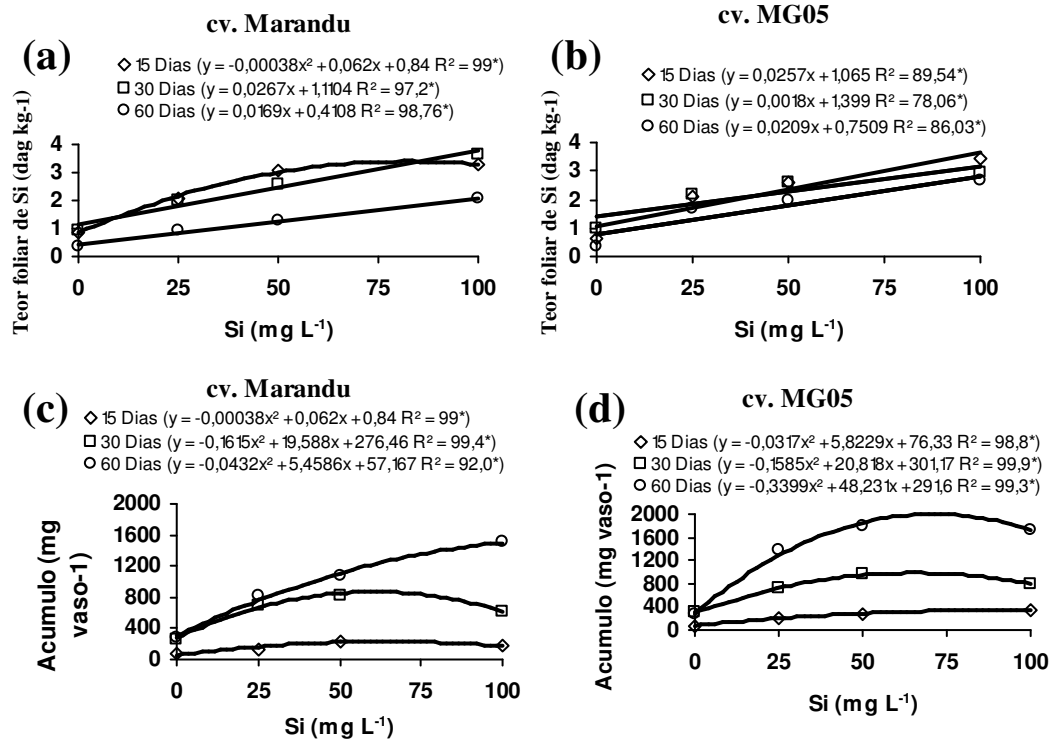 cv. Marandu
(a)
15 Dias (y = -0,00038x² + 0,062x + 0,84 R² = 99*)
30 Dias (y = 0,0267x + 1,1104 R² = 97,2*)
60 Dias (y = 0,0169x + 0,4108 R² = 98,76*)
Teor foliar de Si (dag kg-1)
4
3
2
1
0
0 25 50 75 100
Si (mg L⁻¹)
cv. MG05
(b)
15 Dias (y = 0,0257x + 1,065 R² = 89,54*)
30 Dias (y = 0,0018x + 1,399 R² = 78,06*)
60 Dias (y = 0,0209x + 0,7509 R² = 86,03*)
Teor foliar de Si (dag kg-1)
4
3
2
1
0
0 25 50 75 100
Si (mg L⁻¹)
cv. Marandu
(c)
15 Dias (y = -0,00038x² + 0,062x + 0,84 R² = 99*)
30 Dias (y = -0,1615x² + 19,588x + 276,46 R² = 99,4*)
60 Dias (y = -0,0432x² + 5,4586x + 57,167 R² = 92,0*)
Acumulo (mg
vaso-1)
2000
1600
1200
800
400
0
0 25 50 75 100
Si (mg L⁻¹)
cv. MG05
(d)
15 Dias (y = -0,0317x² + 5,8229x + 76,33 R² = 98,8*)
30 Dias (y = -0,1585x² + 20,818x + 301,17 R² = 99,9*)
60 Dias (y = -0,3399x² + 48,231x + 291,6 R² = 99,3*)
Acumulo (mg vaso-1)
2000
1600
1200
800
400
0
0 25 50 75 100
Si (mg L⁻¹)